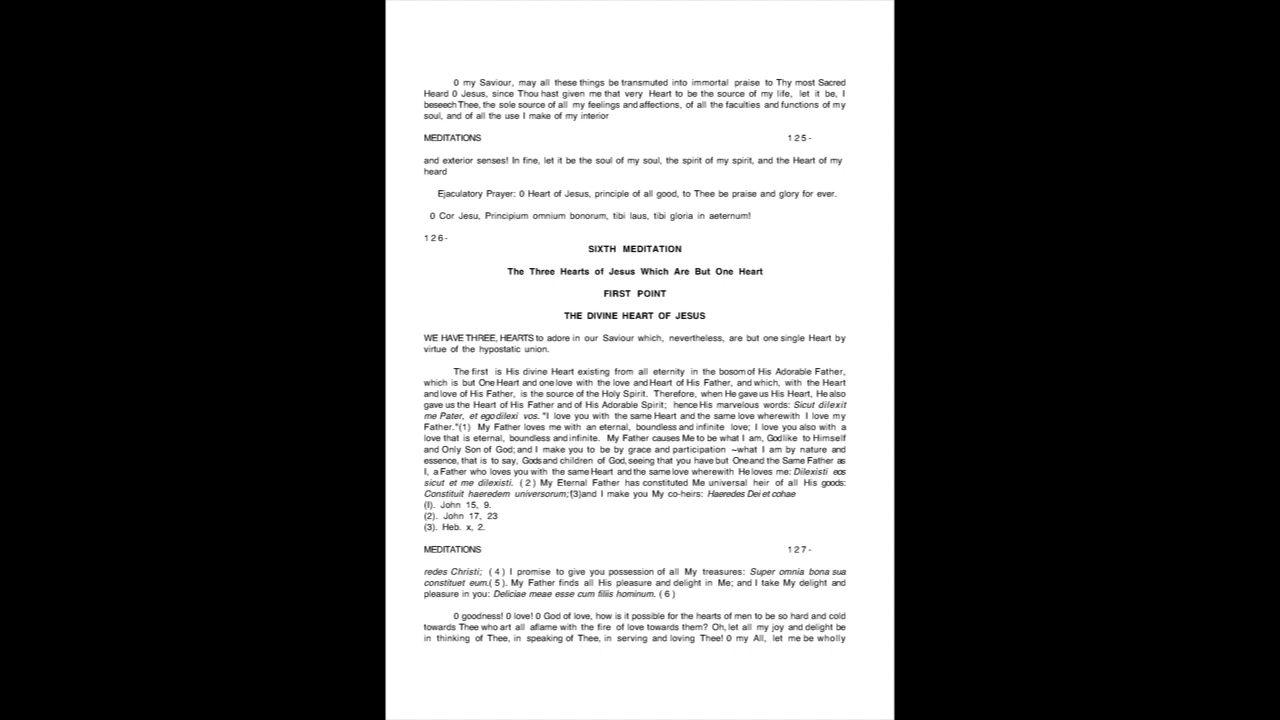 0 my Saviour, may all these things be transmuted into immortal praise to Thy most Sacred
Heard 0 Jesus, since Thou hast given me that very Heart to be the source of my life, let it be, I
beseech Thee, the sole source of all my feelings and affections, of all the faculties and functions of my
soul, and of all the use I make of my interior
MEDITATIONS 125-
and exterior senses! In fine, let it be the soul of my soul, the spirit of my spirit, and the Heart of my
heard
Ejaculatory Prayer: 0 Heart of Jesus, principle of all good, to Thee be praise and glory for ever.
0 Cor Jesu, Principium omnium bonorum, tibi laus, tibi gloria in aeternum!
126-
SIXTH MEDITATION
The Three Hearts of Jesus Which Are But One Heart
FIRST POINT
THE DIVINE HEART OF JESUS
WE HAVE THREE, HEARTS to adore in our Saviour which, nevertheless, are but one single Heart by
virtue of the hypostatic union.
The first is His divine Heart existing from all eternity in the bosom of His Adorable Father,
which is but One Heart and one love with the love and Heart of His Father, and which, with the Heart
and love of His Father, is the source of the Holy Spirit. Therefore, when He gave us His Heart, He also
gave us the Heart of His Father and of His Adorable Spirit; hence His marvelous words: Sicut dilexit
me Pater, et ego dilexi vos. "I love you with the same Heart and the same love wherewith I love my
Father."(1) My Father loves me with an eternal, boundless and infinite love; I love you also with a
love that is eternal, boundless and infinite. My Father causes Me to be what I am, God like to Himself
and Only Son of God; and I make you to be by grace and participation ~what I am by nature and
essence, that is to say, Gods and children of God, seeing that you have but One and the Same Father as
I, a Father who loves you with the same Heart and the same love wherewith He loves me: Dilexisti eos
sicut et me dilexisti. (2) My Eternal Father has constituted Me universal heir of all His goods:
Constituit haeredem universorum;'(3)and I make you My co-heirs: Haeredes Dei et cohae
(I). John 15, 9.
(2). John 17, 23
(3). Heb. x, 2.
MEDITATIONS 127-
redes Christi; (4) I promise to give you possession of all My treasures: Super omnia bona sua
constituet eum.(5). My Father finds all His pleasure and delight in Me; and I take My delight and
pleasure in you: Deliciae meae esse cum filiis hominum. (6)
0 goodness! 0 love! 0 God of love, how is it possible for the hearts of men to be so hard and cold
towards Thee who art all aflame with the fire of love towards them? Oh, let all my joy and delight be
in thinking of Thee, in speaking of Thee, in serving and loving Thee! 0 my All, let me be wholly